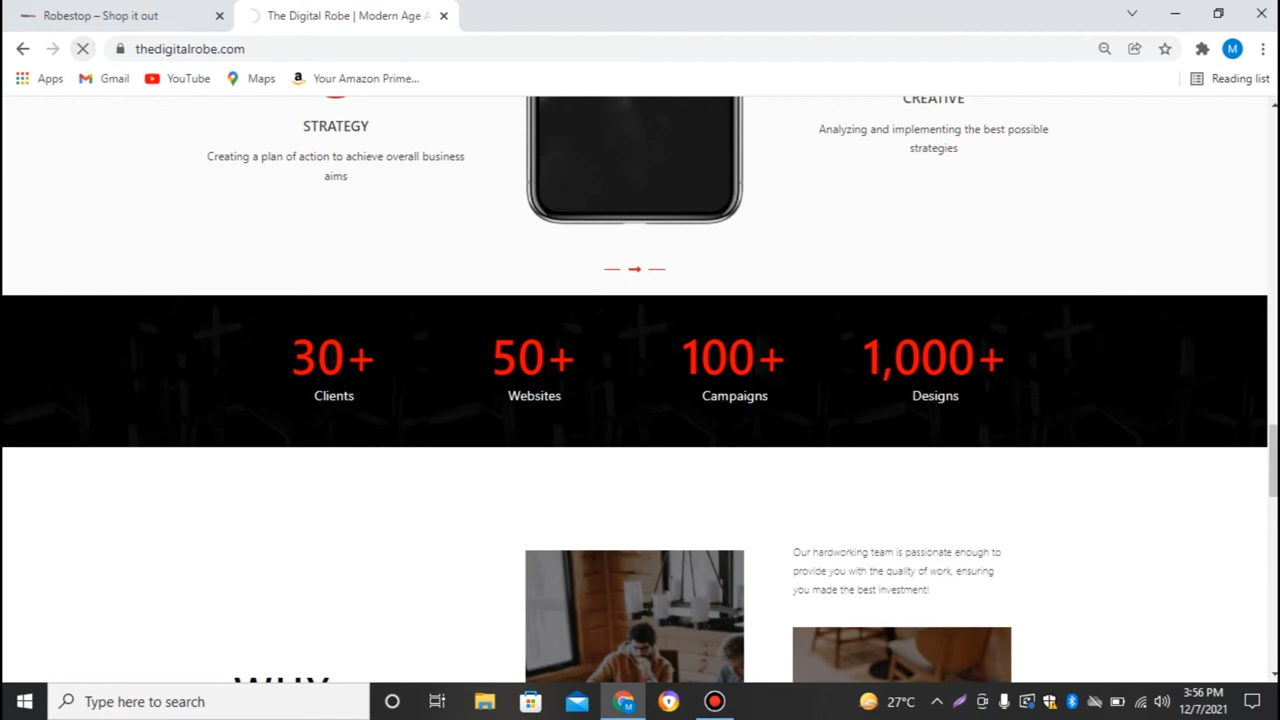 Robestop – Shop it out
The Digital Robe | Modern Age A
thedigitalrobe.com
M
Apps
Gmail
YouTube
Maps
Your Amazon Prime...
Reading list
STRATEGY
Creating a plan of action to achieve overall business
aims
CREATIVE
Analyzing and implementing the best possible
strategies
30+
Clients
50+
Websites
100+
Campaigns
1,000+
Designs
Our hardworking team is passionate enough to
provide you with the quality of work, ensuring
you made the best investment!
WHY
Type here to search
27°C
3:56 PM
12/7/2021